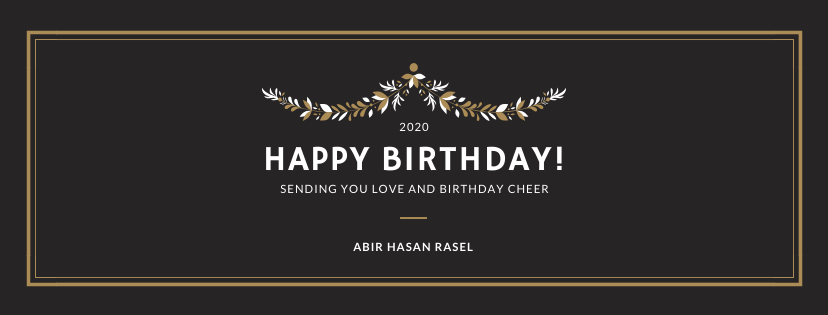 2020
HAPPY BIRTHDAY!
SENDING YOU LOVE AND BIRTHDAY CHEER
ABIR HASAN RASEL